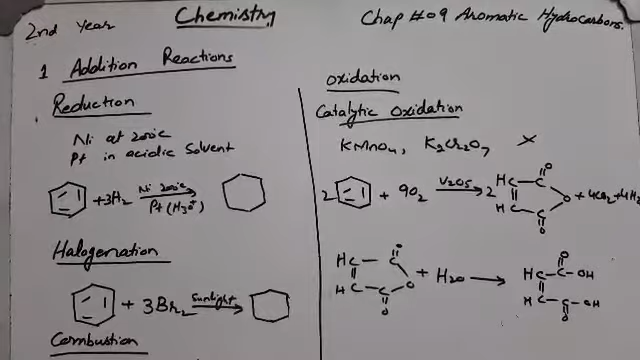 2nd Year Chemistry Chap #09 Aromatic Hydrocarbons.
1 Addition Reactions
Reduction
Ni at 200°C
Pt in acidic solvent
+3H2 Ni 200°C Pt (H3O+)
Halogenation
+ 3Br2 Sunlight
Combustion
Oxidation
Catalytic Oxidation
KMnO4, K2Cr2O7 X
2 + 9O2 V2O5 2 HC - C O O HC - C O + 4CO2 + 4H2
HC - C O O HC - C O + H2O HC - C - OH O HC - C - OH O